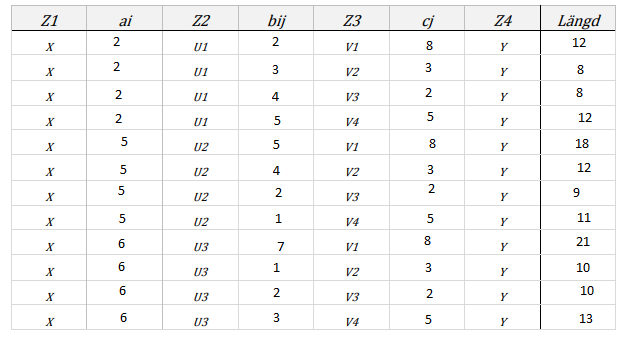 Z1 ai Z2 bij Z3 cj Z4 Längd
X 2 U1 2 V1 8 Y 12
X 2 U1 3 V2 3 Y 8
X 2 U1 4 V3 2 Y 8
X 2 U1 5 V4 5 Y 12
X 5 U2 5 V1 8 Y 18
X 5 U2 4 V2 3 Y 12
X 5 U2 2 V3 2 Y 9
X 5 U2 1 V4 5 Y 11
X 6 U3 7 V1 8 Y 21
X 6 U3 1 V2 3 Y 10
X 6 U3 2 V3 2 Y 10
X 6 U3 3 V4 5 Y 13